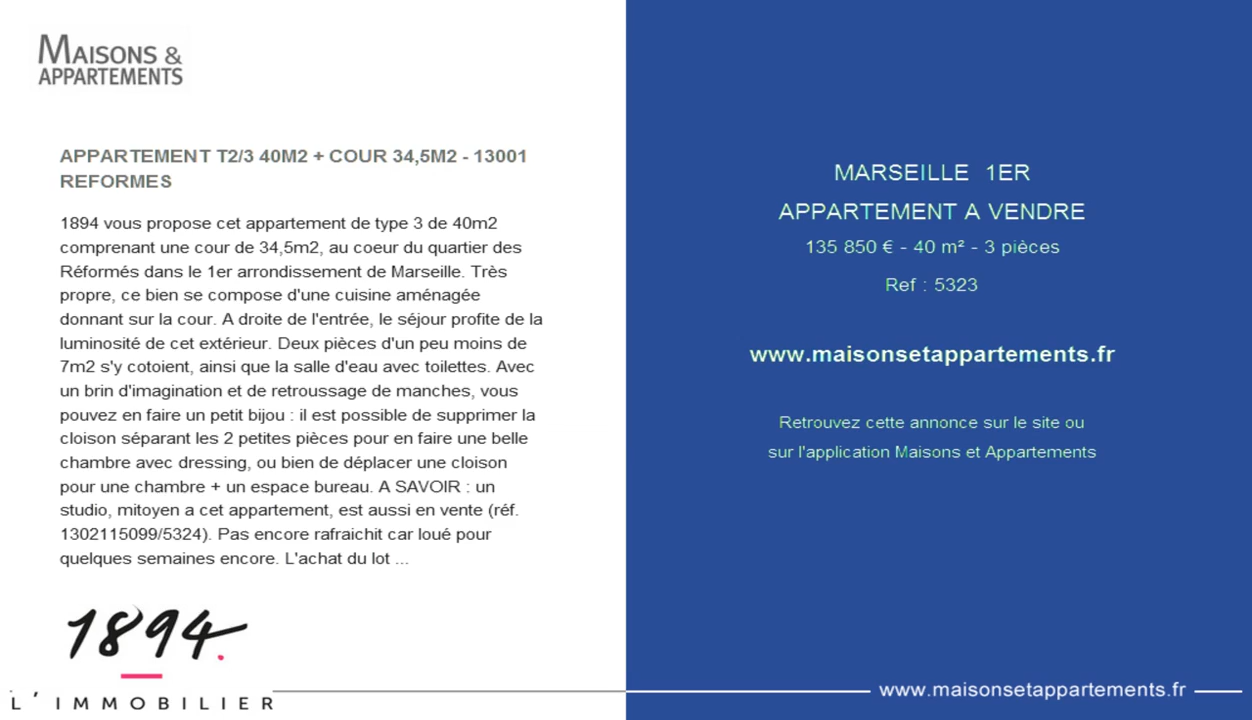 MAISONS &
APPARTEMENTS
APPARTEMENT T2/3 40M2 + COUR 34,5M2 - 13001
REFORMES
1894 vous propose cet appartement de type 3 de 40m2
comprenant une cour de 34,5m2, au coeur du quartier des
Réformés dans le 1er arrondissement de Marseille. Très
propre, ce bien se compose d'une cuisine aménagée
donnant sur la cour. A droite de l'entrée, le séjour profite de la
luminosité de cet extérieur. Deux pièces d'un peu moins de
7m2 s'y cotoient, ainsi que la salle d'eau avec toilettes. Avec
un brin d'imagination et de retroussage de manches, vous
pouvez en faire un petit bijou : il est possible de supprimer la
cloison séparant les 2 petites pièces pour en faire une belle
chambre avec dressing, ou bien de déplacer une cloison
pour une chambre + un espace bureau. A SAVOIR : un
studio, mitoyen a cet appartement, est aussi en vente (réf.
1302115099/5324). Pas encore rafraichit car loué pour
quelques semaines encore. L'achat du lot ...
1894.
L'IMMOBILIER
MARSEILLE 1ER
APPARTEMENT A VENDRE
135 850 € - 40 m² - 3 pièces
Ref : 5323
www.maisonsetappartements.fr
Retrouvez cette annonce sur le site ou
sur l'application Maisons et Appartements
www.maisonsetappartements.fr